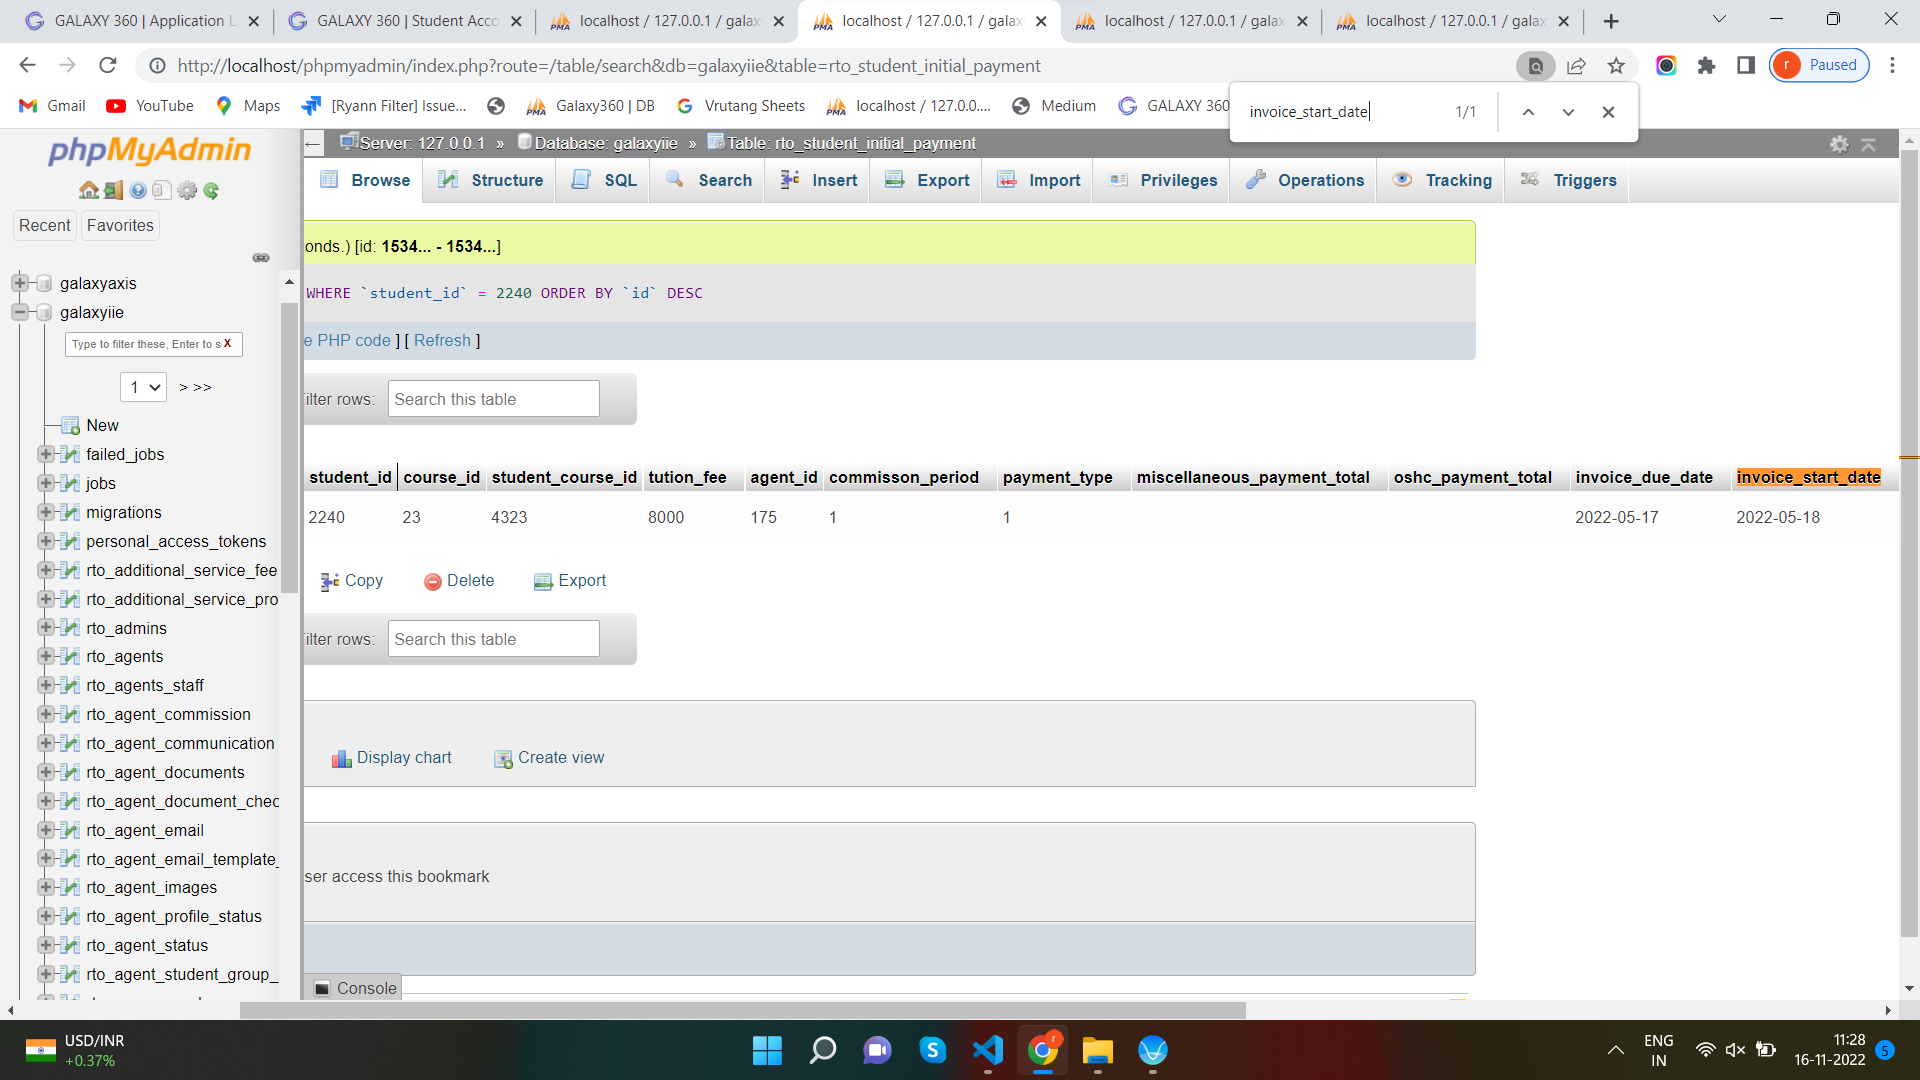 GALAXY 360 | Application L
GALAXY 360 | Student Acco
localhost / 127.0.0.1 / galax
localhost / 127.0.0.1 / galax
localhost / 127.0.0.1 / galax
localhost / 127.0.0.1 / galax
http://localhost/phpmyadmin/index.php?route=/table/search&db=galaxyiie&table=rto_student_initial_payment
r Paused
Gmail YouTube Maps [Ryann Filter] Issue... Galaxy360 | DB Vrutang Sheets localhost / 127.0.0.... Medium GALAXY 360
invoice_start_date 1/1
phpMyAdmin
Recent Favorites
galaxyaxis
galaxyiie
Type to filter these, Enter to s X
1 > >>
New
failed_jobs
jobs
migrations
personal_access_tokens
rto_additional_service_fee
rto_additional_service_pro
rto_admins
rto_agents
rto_agents_staff
rto_agent_commission
rto_agent_communication
rto_agent_documents
rto_agent_document_chec
rto_agent_email
rto_agent_email_template_
rto_agent_images
rto_agent_profile_status
rto_agent_status
rto_agent_student_group_
Server: 127.0.0.1 » Database: galaxyiie » Table: rto_student_initial_payment
Browse Structure SQL Search Insert Export Import Privileges Operations Tracking Triggers
onds.) [id: 1534... - 1534...]
WHERE `student_id` = 2240 ORDER BY `id` DESC
e PHP code ] [ Refresh ]
ilter rows: Search this table
student_id course_id student_course_id tution_fee agent_id commisson_period payment_type miscellaneous_payment_total oshc_payment_total invoice_due_date invoice_start_date
2240 23 4323 8000 175 1 1 2022-05-17 2022-05-18
Copy Delete Export
ilter rows: Search this table
Display chart Create view
ser access this bookmark
Console
USD/INR
+0.37%
ENG
IN
11:28
16-11-2022
5